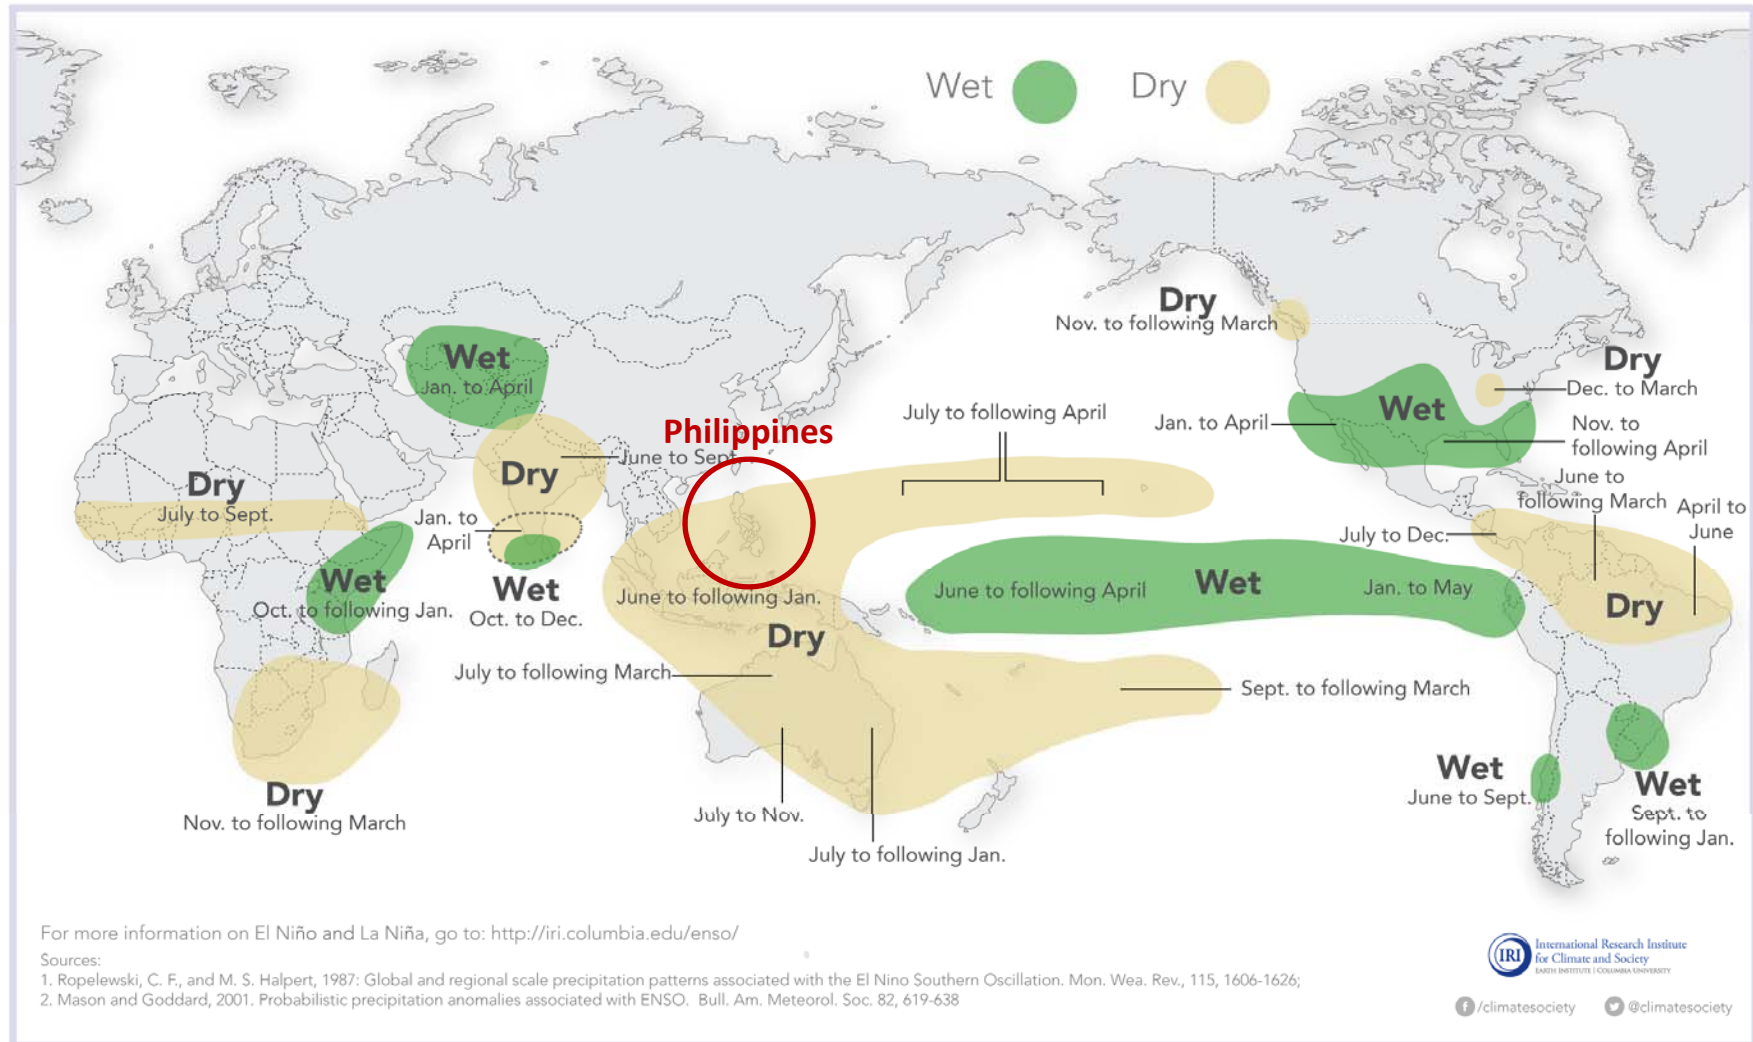 Wet
Dry
Dry
Nov. to following March
Wet
Jan. to April
Dry
Dec. to March
Philippines
July to following April
Jan. to April
Wet
Nov. to
following April
June to Sept
Dry
Dry
July to Sept.
June to
following March
April to
June
Jan. to
April
July to Dec.
Wet
Oct. to following Jan.
Wet
Oct. to Dec.
June to following Jan.
June to following April
Wet
Jan. to May
Dry
Dry
July to following March
Sept. to following March
Dry
Nov. to following March
July to Nov.
July to following Jan.
Wet
June to Sept.
Wet
Sept. to
following Jan.
For more information on El Niño and La Niña, go to: http://iri.columbia.edu/enso/
Sources:
1. Ropelewski, C. F., and M. S. Halpert, 1987: Global and regional scale precipitation patterns associated with the El Nino Southern Oscillation. Mon. Wea. Rev., 115, 1606-1626;
2. Mason and Goddard, 2001. Probabilistic precipitation anomalies associated with ENSO. Bull. Am. Meteorol. Soc. 82, 619-638
IRI
International Research Institute
for Climate and Society
EARTH INSTITUTE | COLUMBIA UNIVERSITY
/climatesociety
@climatesociety